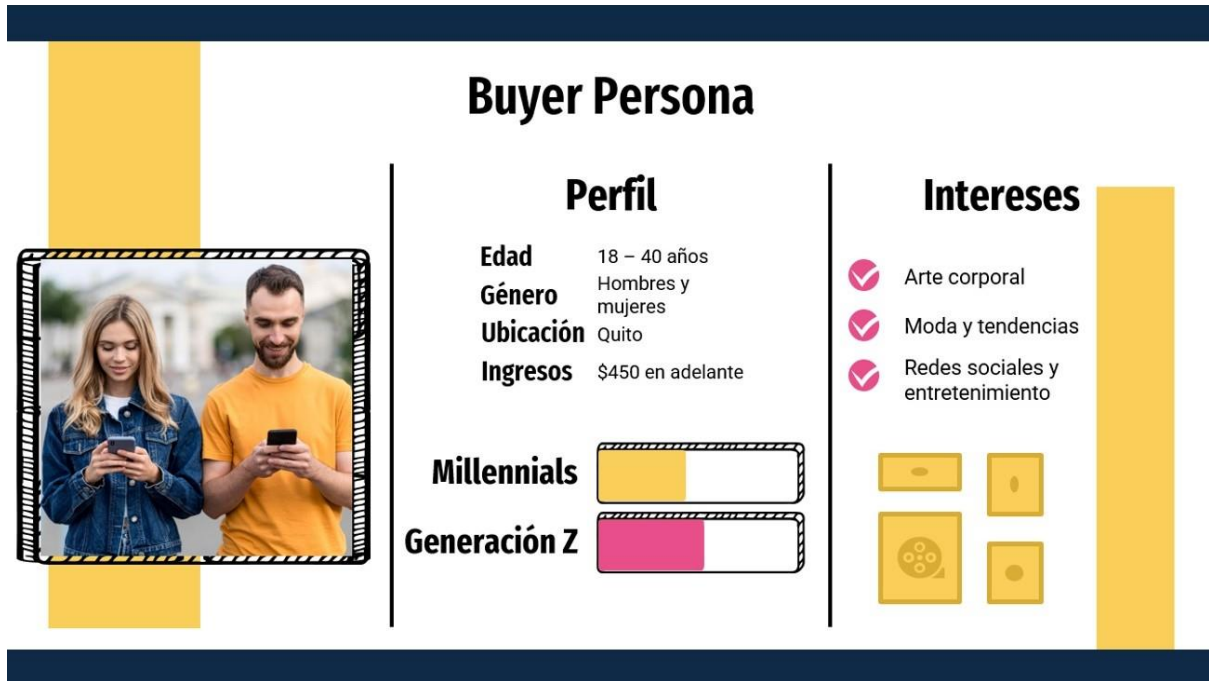 Buyer Persona
Perfil
Edad 18 – 40 años
Género Hombres y
mujeres
Ubicación Quito
Ingresos $450 en adelante
Millennials
Generación Z
Intereses
Arte corporal
Moda y tendencias
Redes sociales y
entretenimiento